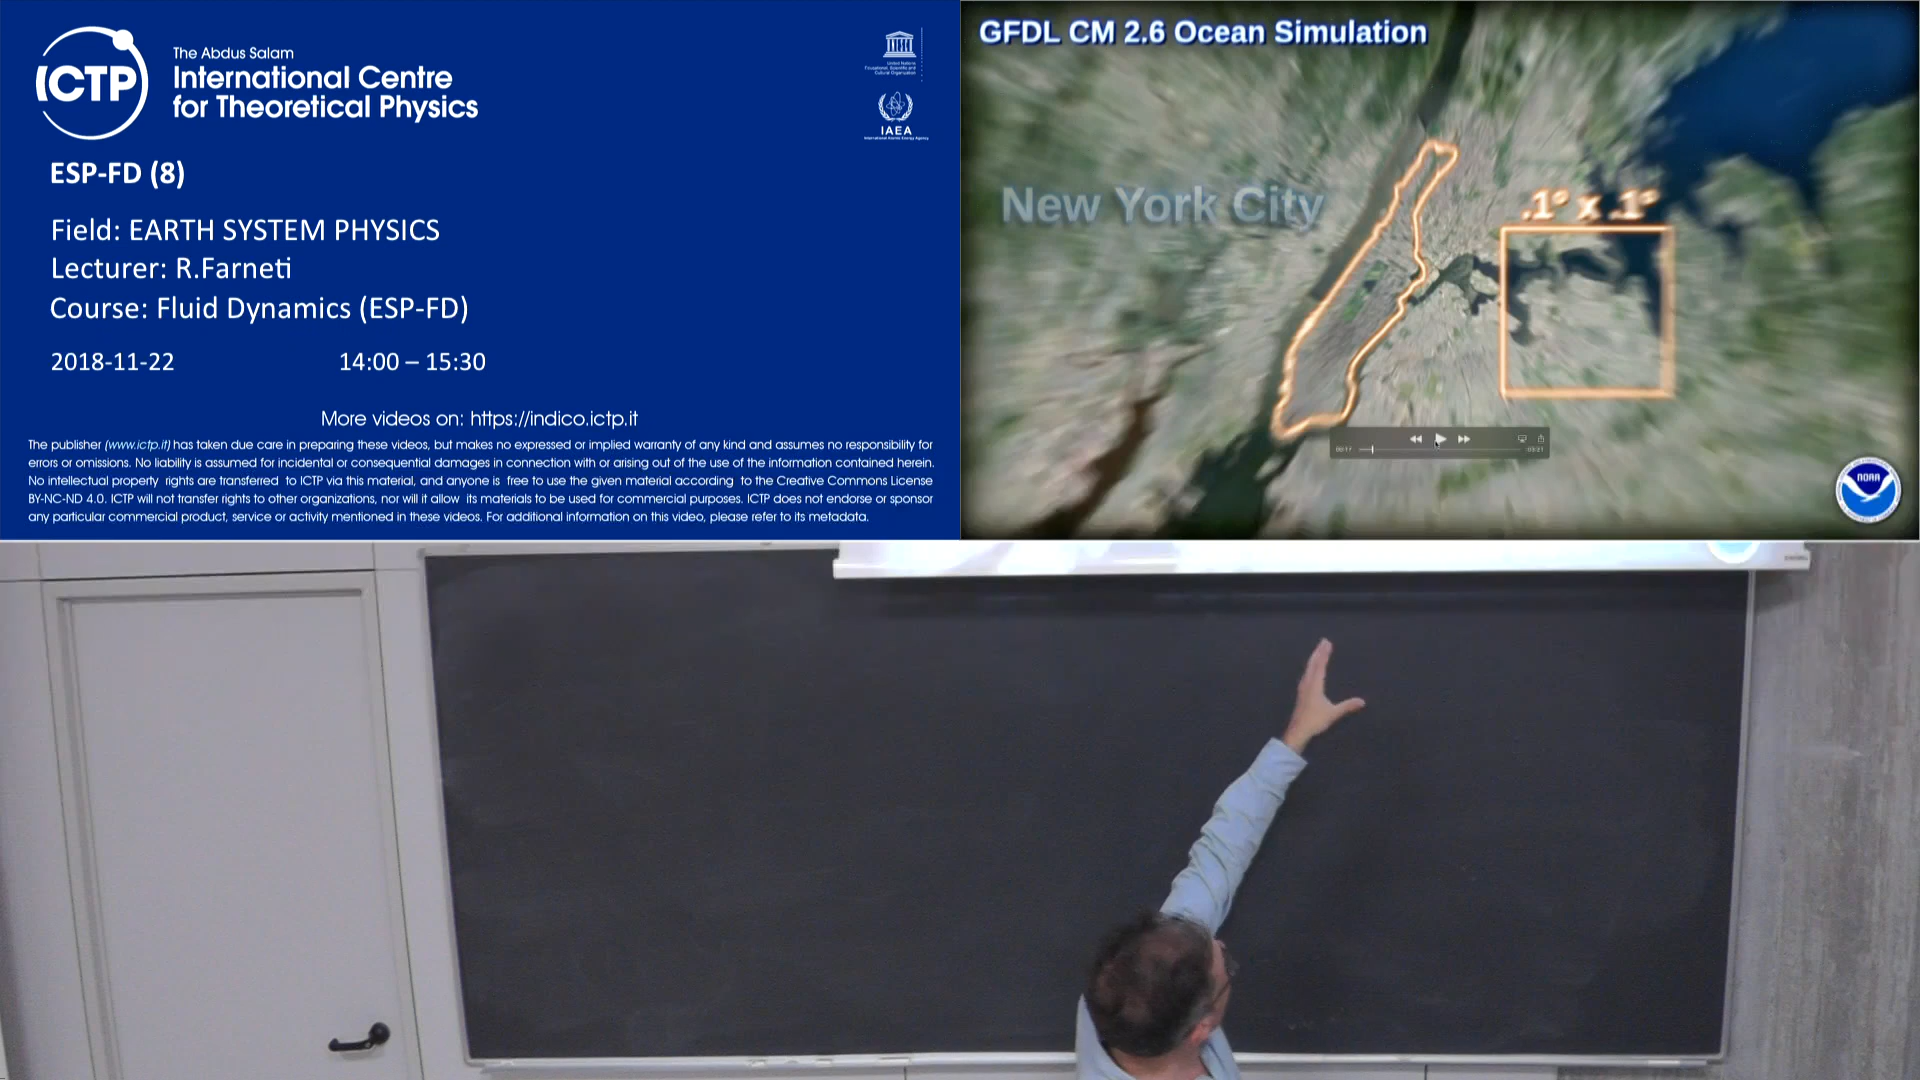 ICTP
The Abdus Salam
International Centre
for Theoretical Physics
IAEA
ESP-FD (8)
Field: EARTH SYSTEM PHYSICS
Lecturer: R.Farneti
Course: Fluid Dynamics (ESP-FD)
2018-11-22 14:00 – 15:30
More videos on: https://indico.ictp.it
The publisher (www.ictp.it) has taken due care in preparing these videos, but makes no expressed or implied warranty of any kind and assumes no responsibility for
errors or omissions. No liability is assumed for incidental or consequential damages in connection with or arising out of the use of the information contained herein.
No intellectual property rights are transferred to ICTP via this material, and anyone is free to use the given material according to the Creative Commons License
BY-NC-ND 4.0. ICTP will not transfer rights to other organizations, nor will it allow its materials to be used for commercial purposes. ICTP does not endorse or sponsor
any particular commercial product, service or activity mentioned in these videos. For additional information on this video, please refer to its metadata.
GFDL CM 2.6 Ocean Simulation
New York City
.1° x .1°
NOAA